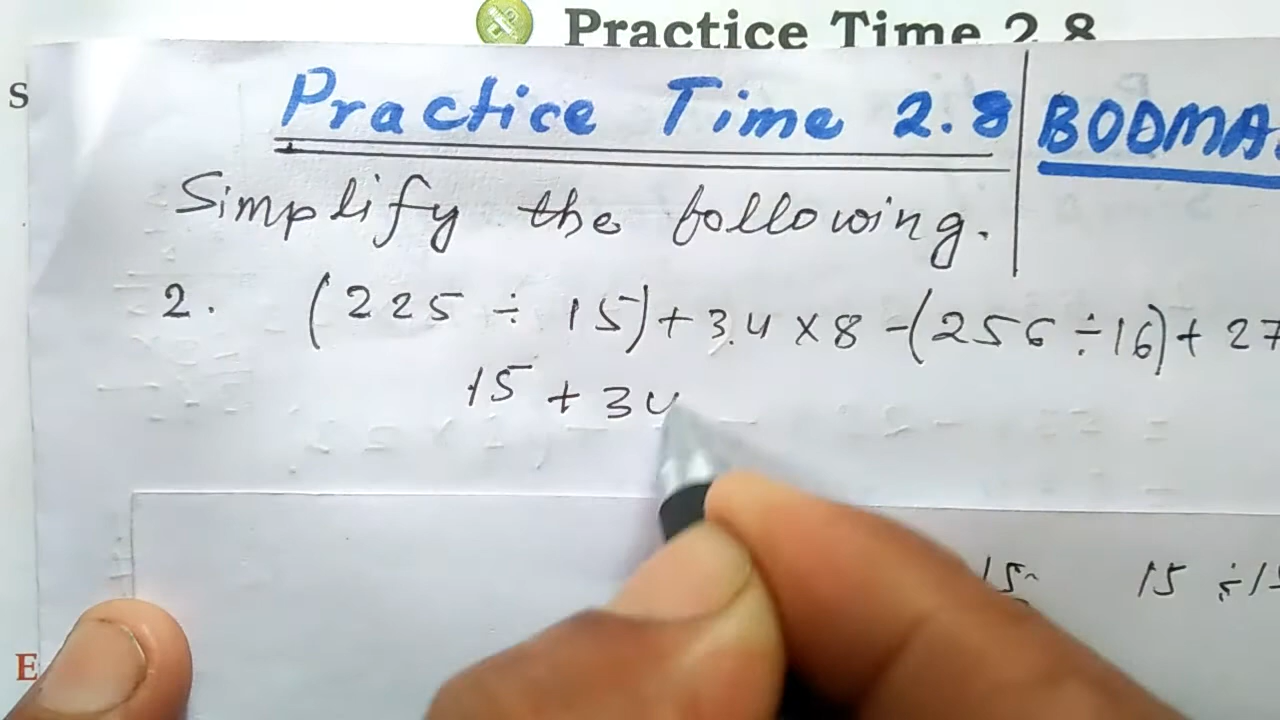 Practice Time 2.8
S
Practice Time 2.8
BODMA
Simplify the following.
2. (225 ÷ 15) + 34 × 8 - (256 ÷ 16) + 27
15 + 34
15 15 ÷ 1
E